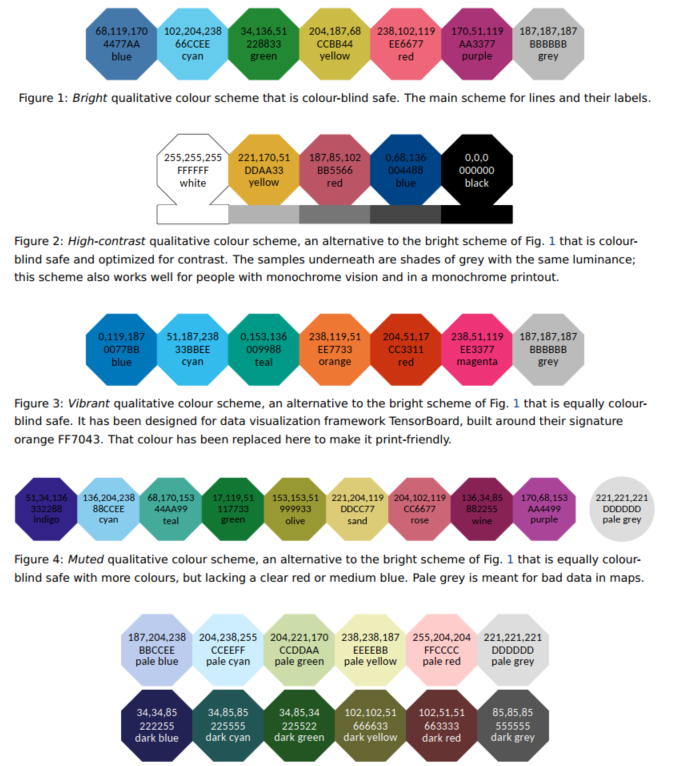 68,119,170 102,204,238 34,136,51 204,187,68 238,102,119 170,51,119 187,187,187
4477AA 66CCEE 228833 CCBB44 EE6677 AA3377 BBBBBB
blue cyan green yellow red purple grey
Figure 1: Bright qualitative colour scheme that is colour-blind safe. The main scheme for lines and their labels.
255,255,255 221,170,51 187,85,102 0,68,136 0,0,0
FFFFFF DDAA33 BB5566 004488 000000
white yellow red blue black
Figure 2: High-contrast qualitative colour scheme, an alternative to the bright scheme of Fig. 1 that is colour-
blind safe and optimized for contrast. The samples underneath are shades of grey with the same luminance;
this scheme also works well for people with monochrome vision and in a monochrome printout.
0,119,187 51,187,238 0,153,136 238,119,51 204,51,17 238,51,119 187,187,187
0077BB 33BBEE 009988 EE7733 CC3311 EE3377 BBBBBB
blue cyan teal orange red magenta grey
Figure 3: Vibrant qualitative colour scheme, an alternative to the bright scheme of Fig. 1 that is equally colour-
blind safe. It has been designed for data visualization framework TensorBoard, built around their signature
orange FF7043. That colour has been replaced here to make it print-friendly.
51,34,136 136,204,238 68,170,153 17,119,51 153,153,51 221,204,119 204,102,119 136,34,85 170,68,153 221,221,221
332288 88CCEE 44AA99 117733 999933 DDCC77 CC6677 882255 AA4499 DDDDDD
indigo cyan teal green olive sand rose wine purple pale grey
Figure 4: Muted qualitative colour scheme, an alternative to the bright scheme of Fig. 1 that is equally colour-
blind safe with more colours, but lacking a clear red or medium blue. Pale grey is meant for bad data in maps.
187,204,238 204,238,255 204,221,170 238,238,187 255,204,204 221,221,221
BBCCEE CCEEFF CCDDAA EEEEBB FFCCCC DDDDDD
pale blue pale cyan pale green pale yellow pale red pale grey
34,34,85 34,85,85 34,85,34 102,102,51 102,51,51 85,85,85
222255 225555 225522 666633 663333 555555
dark blue dark cyan dark green dark yellow dark red dark grey